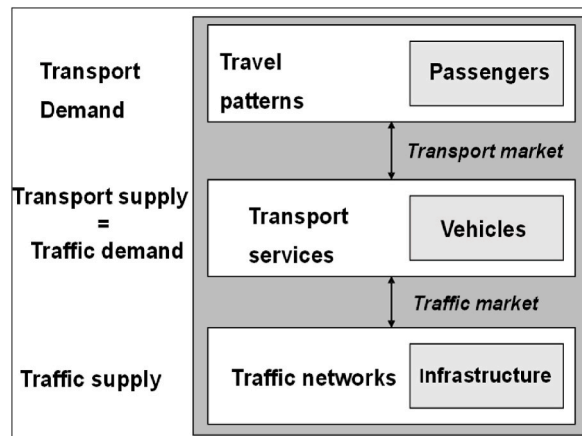 Transport
Demand
Travel
patterns
Passengers
Transport market
Transport supply
=
Traffic demand
Transport
services
Vehicles
Traffic market
Traffic supply
Traffic networks
Infrastructure